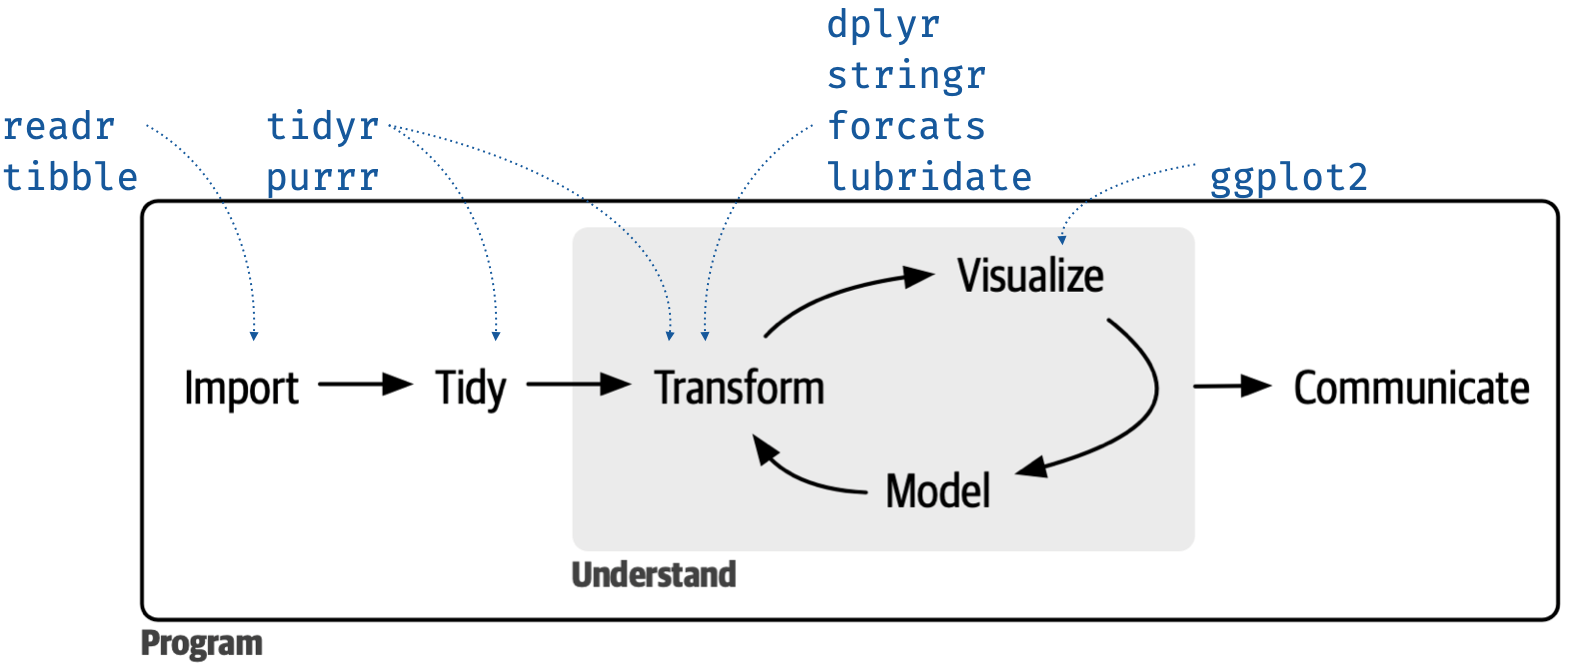 dplyr
stringr
readr
tidyr
forcats
tibble
purrr
lubridate
ggplot2
Visualize
Import
Tidy
Transform
Communicate
Model
Understand
Program